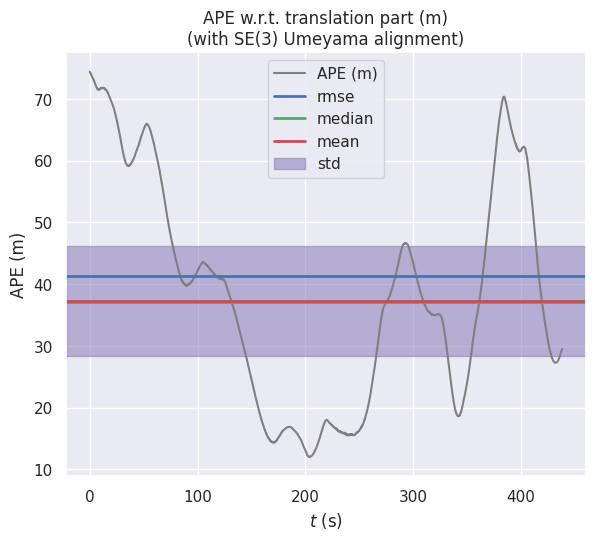 APE w.r.t. translation part (m)
(with SE(3) Umeyama alignment)
APE (m)
rmse
median
mean
std
APE (m)
70
60
50
40
30
20
10
0 100 200 300 400
t (s)